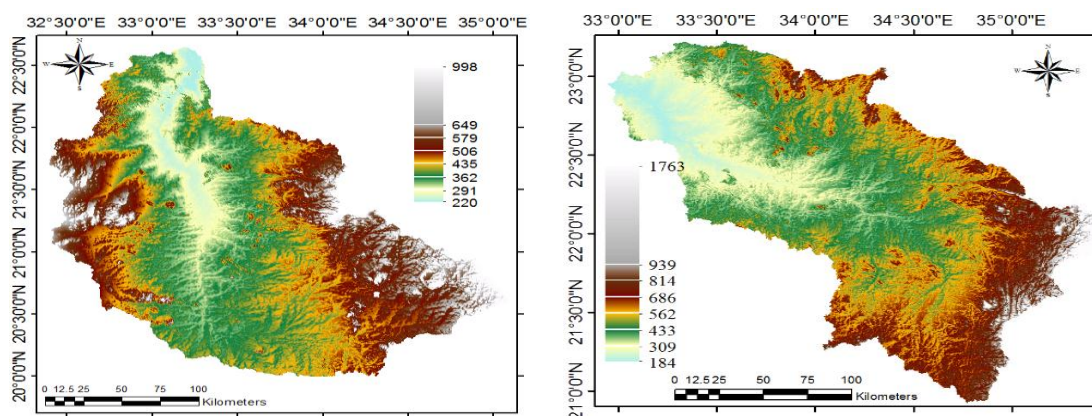 32°30'0"E 33°0'0"E 33°30'0"E 34°0'0"E 34°30'0"E 35°0'0"E
N
W E
S
22°30'0"N
22°0'0"N
21°30'0"N
21°0'0"N
20°30'0"N
20°0'0"N
998
649
579
506
435
362
291
220
0 12.5 25 50 75 100
Kilometers
33°0'0"E 33°30'0"E 34°0'0"E 34°30'0"E 35°0'0"E
N
W E
S
23°0'0"N
22°30'0"N
22°0'0"N
21°30'0"N
21°0'0"N
1763
939
814
686
562
433
309
184
0 12.5 25 50 75 100
Kilometers